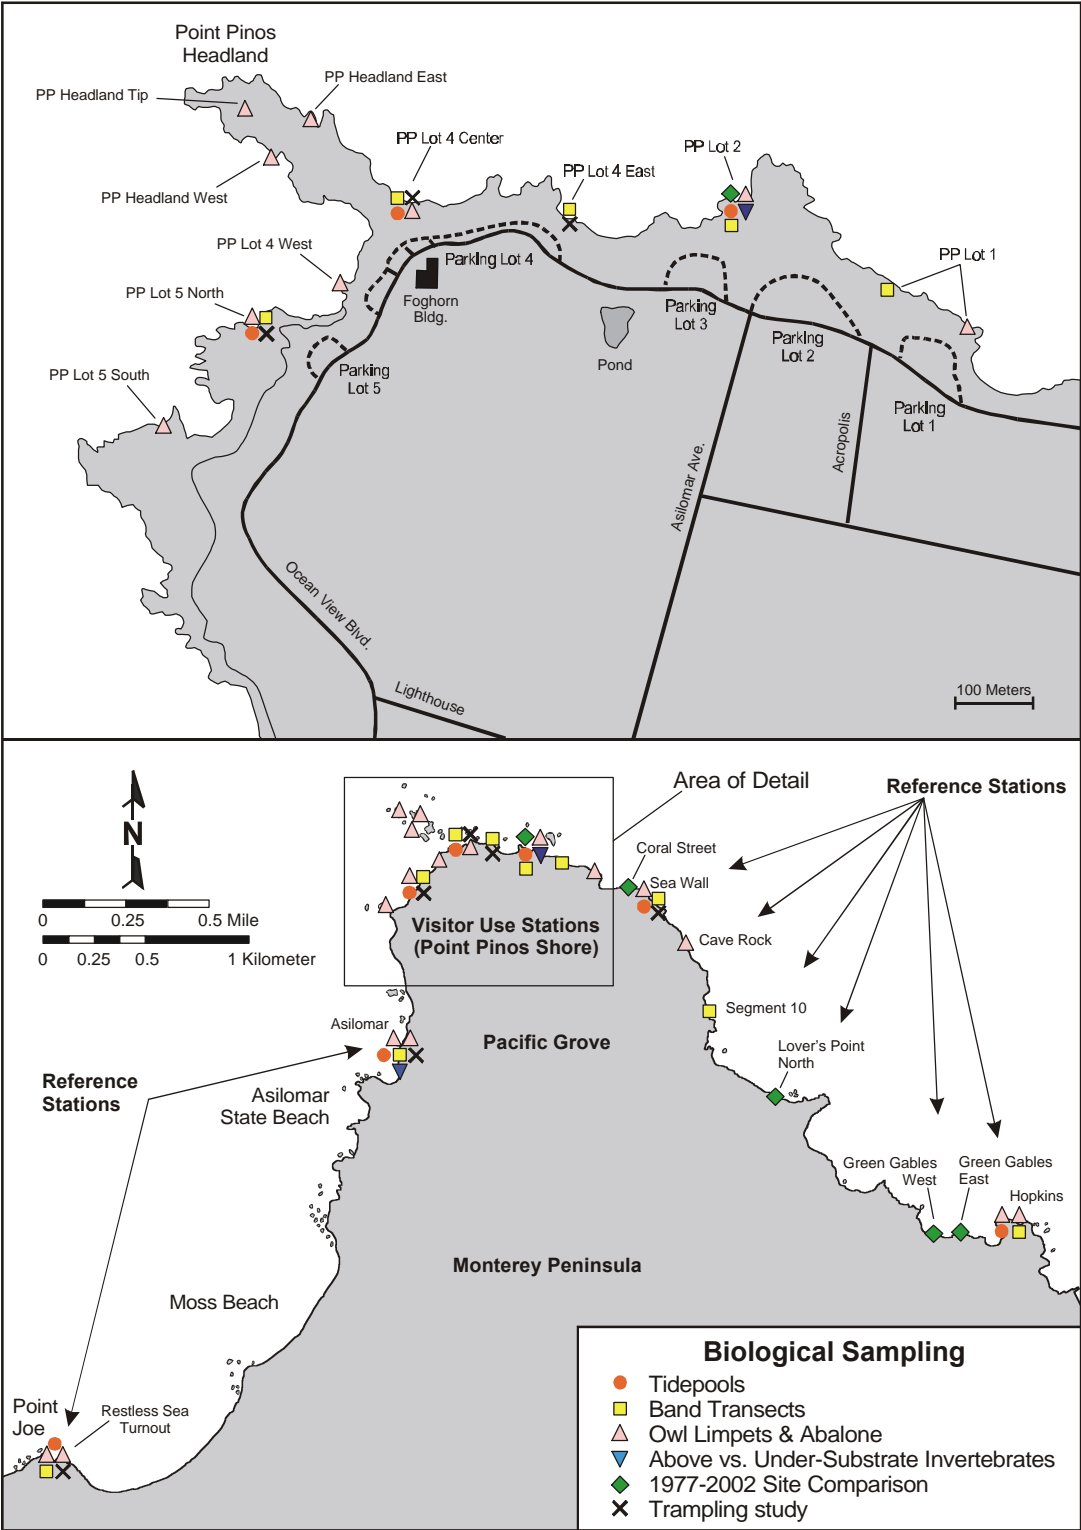 Point Pinos
Headland
PP Headland East
PP Headland Tip
PP Lot 4 Center
PP Lot 2
PP Lot 4 East
PP Headland West
PP Lot 4 West
PP Lot 1
Parking Lot 4
PP Lot 5 North
Foghorn
Bldg.
Parking
Lot 3
Parking
Lot 2
Pond
PP Lot 5 South
Parking
Lot 5
Parking
Lot 1
Acropolis
Asilomar Ave.
Ocean View Blvd.
Lighthouse
100 Meters
Area of Detail
Reference Stations
N
Coral Street
Sea Wall
0 0.25 0.5 Mile
Visitor Use Stations
(Point Pinos Shore)
Cave Rock
0 0.25 0.5 1 Kilometer
Segment 10
Asilomar
Pacific Grove
Lover's Point
North
Reference
Stations
Asilomar
State Beach
Green Gables
West
Green Gables
East
Hopkins
Monterey Peninsula
Moss Beach
Point
Joe
Restless Sea
Turnout
Biological Sampling
Tidepools
Band Transects
Owl Limpets & Abalone
Above vs. Under-Substrate Invertebrates
1977-2002 Site Comparison
Trampling study